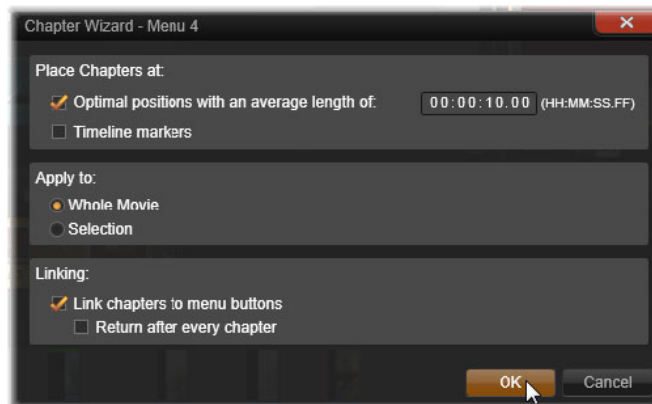 Chapter Wizard - Menu 4
Place Chapters at:
Optimal positions with an average length of: 00:00:10.00 (HH:MM:SS.FF)
Timeline markers
Apply to:
Whole Movie
Selection
Linking:
Link chapters to menu buttons
Return after every chapter
OK Cancel